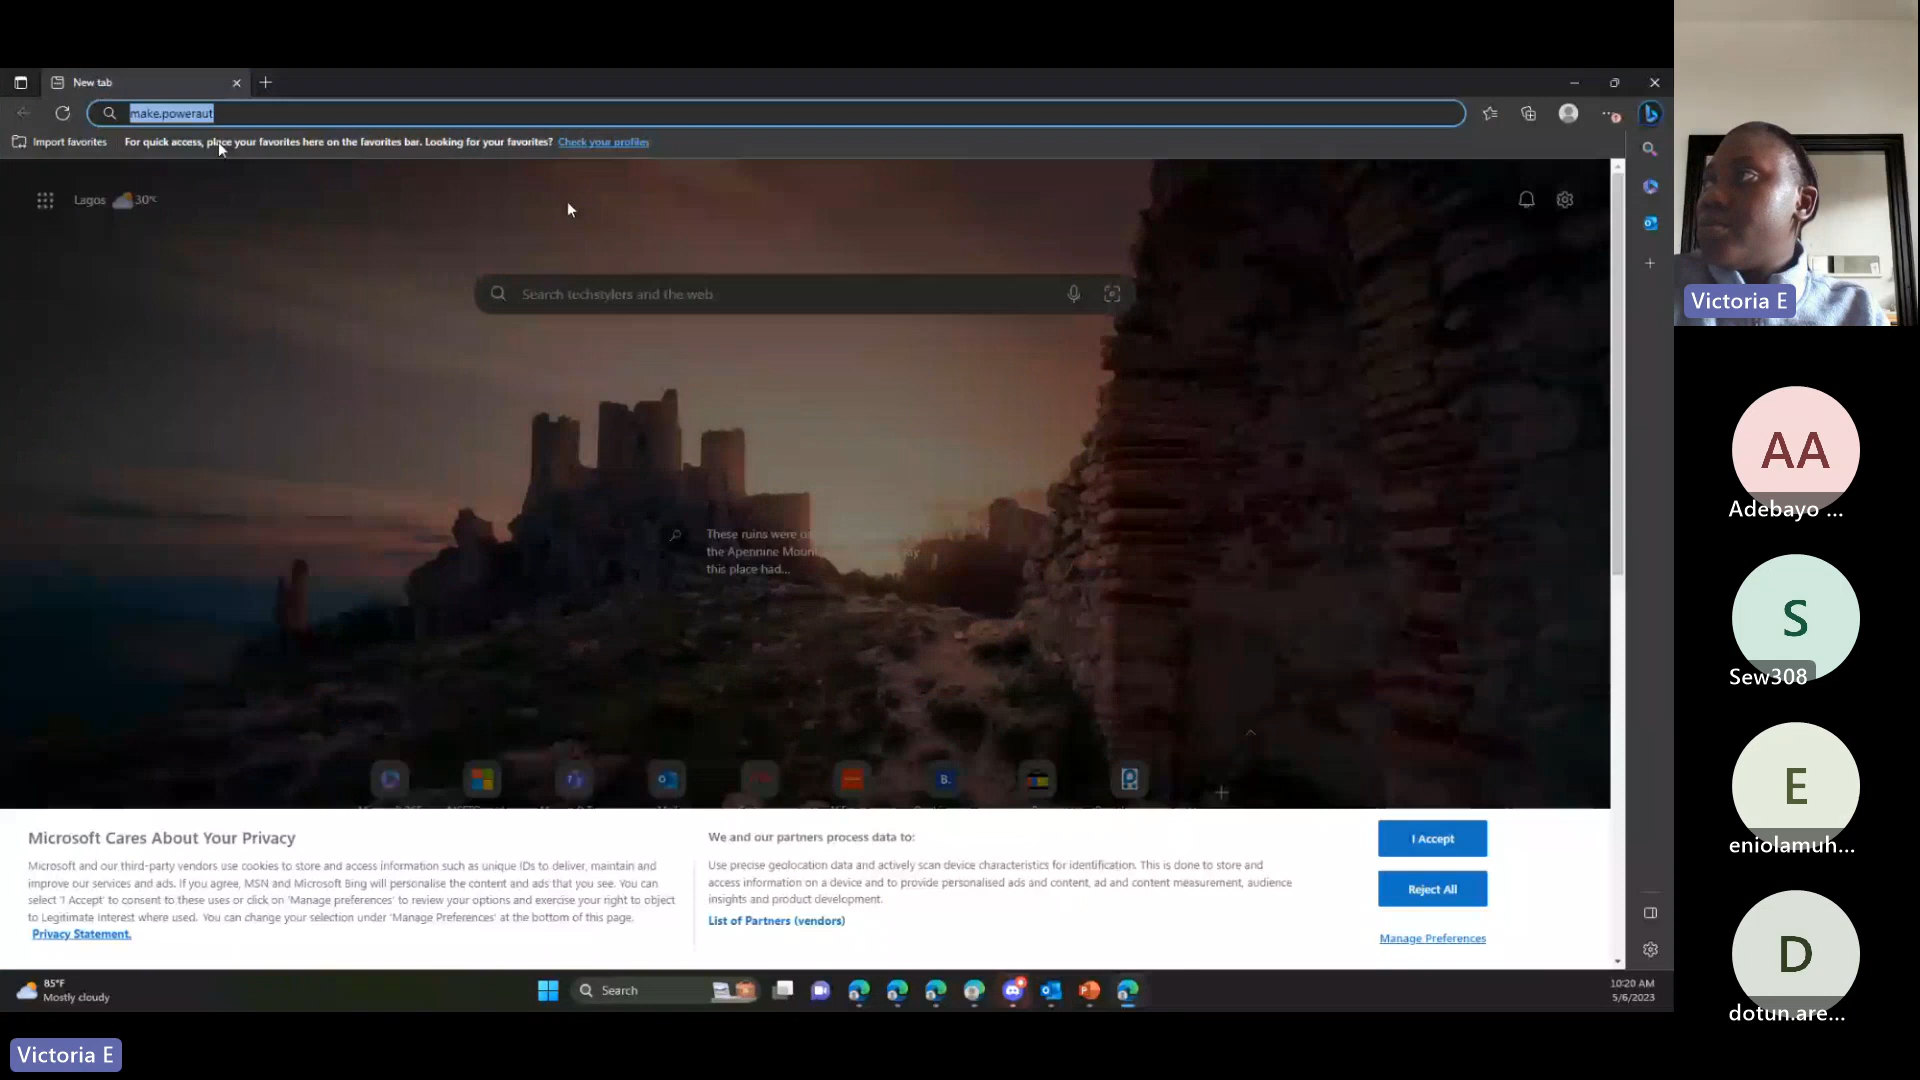 New tab
make.poweraut
Import favorites
For quick access, place your favorites here on the favorites bar. Looking for your favorites? Check your profiles
Lagos 30°C
Search techstylers and the web
These ruins were
the Apennine
this place had...
B.
Microsoft Cares About Your Privacy
Microsoft and our third-party vendors use cookies to store and access information such as unique IDs to deliver, maintain and
improve our services and ads. If you agree, MSN and Microsoft Bing will personalise the content and ads that you see. You can
select 'I Accept' to consent to these uses or click on 'Manage preferences' to review your options and exercise your right to object
to Legitimate Interest where used. You can change your selection under 'Manage Preferences' at the bottom of this page.
Privacy Statement.
We and our partners process data to:
Use precise geolocation data and actively scan device characteristics for identification. This is done to store and
access information on a device and to provide personalised ads and content, ad and content measurement, audience
insights and product development.
List of Partners (vendors)
I Accept
Reject All
Manage Preferences
85°F
Mostly cloudy
Search
10:20 AM
5/6/2023
Victoria E
Victoria E
AA
Adebayo ...
S
Sew308
E
eniolamuh...
D
dotun.are...